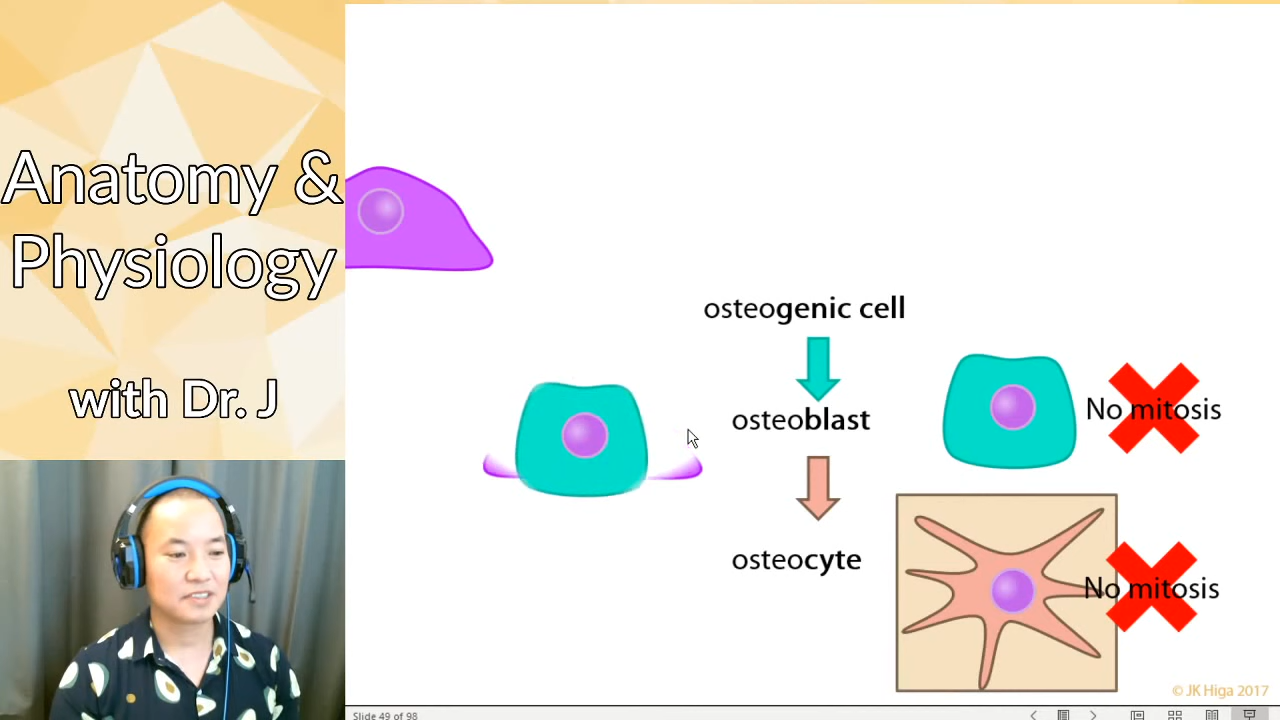 Anatomy &
Physiology
with Dr. J
osteogenic cell
osteoblast
No mitosis
osteocyte
No mitosis
© JK Higa 2017
Slide 49 of 98